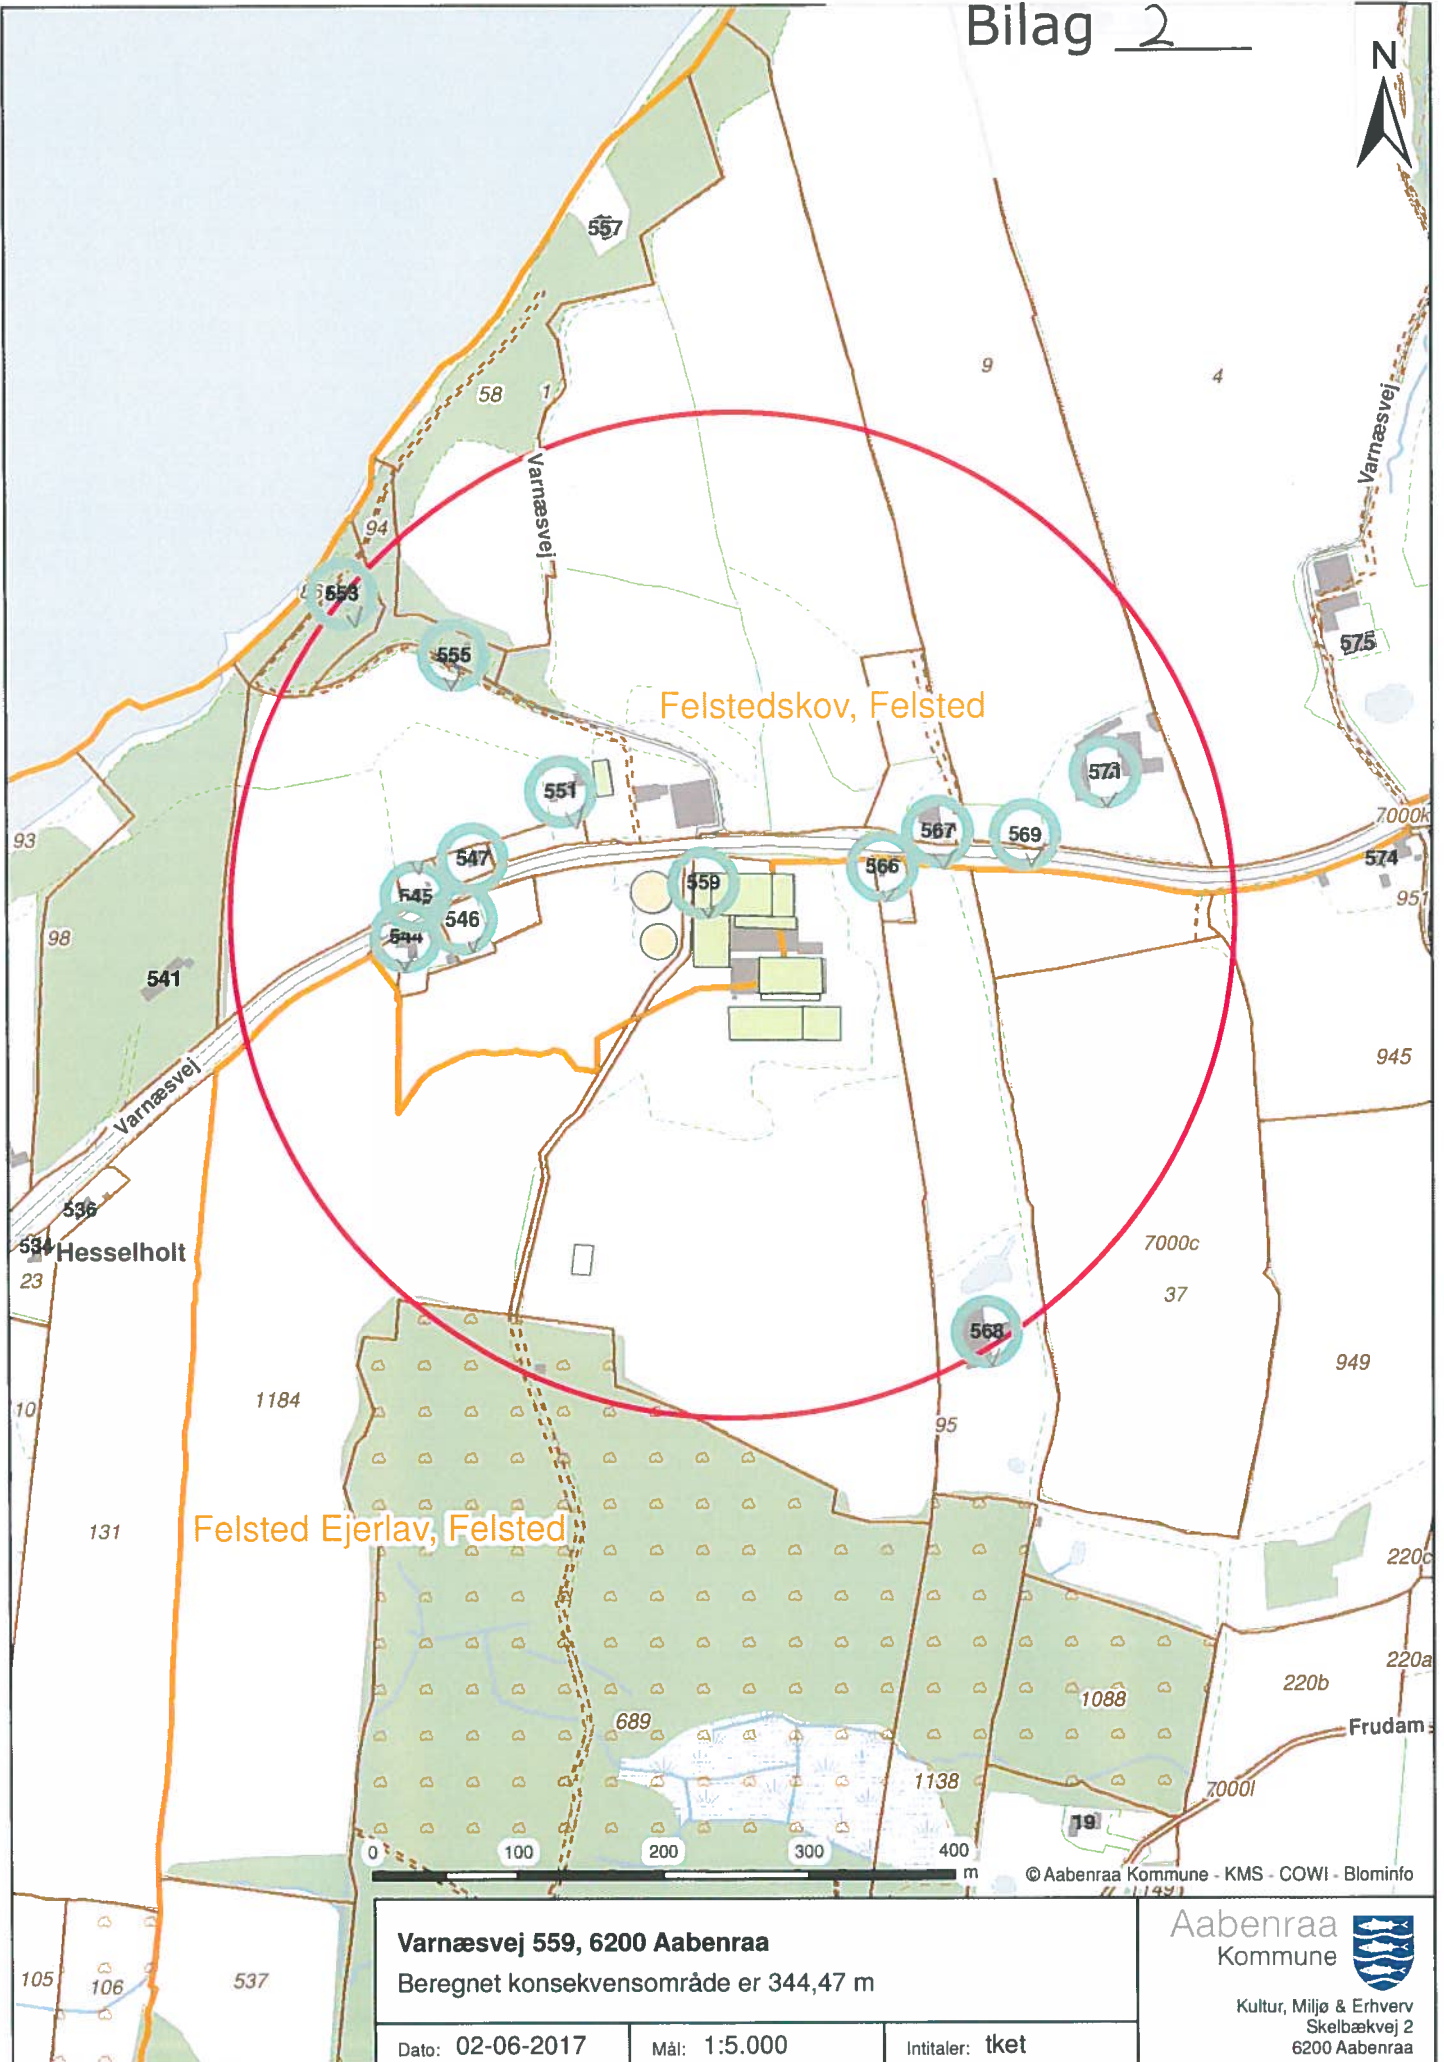 Bilag 2
N
557
9
4
58
1
Varnæsvej
Varnæsvej
94
553
555
575
Felstedskov, Felsted
571
551
7000k
93
567
569
547
574
566
559
545
951
546
544
98
541
945
Varnæsvej
536
534
Hesselholt
7000c
23
37
568
949
1184
10
95
131
Felsted Ejerlav, Felsted
220c
220a
220b
1088
689
Frudam
1138
7000l
19
0 100 200 300 400
m
© Aabenraa Kommune - KMS - COWI - Blominfo
149
Varnæsvej 559, 6200 Aabenraa
Beregnet konsekvensområde er 344,47 m
Aabenraa
Kommune
105
106
537
Kultur, Miljø & Erhverv
Skelbækvej 2
6200 Aabenraa
Dato: 02-06-2017
Mål: 1:5.000
Intitaler: tket